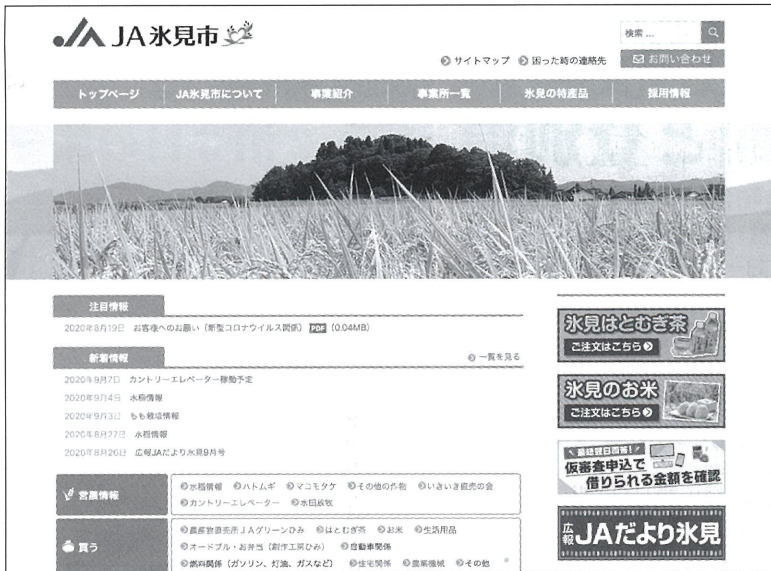 JA氷見市
検索 ...
サイトマップ 困った時の連絡先 お問い合わせ
トップページ JA氷見市について 事業紹介 事業所一覧 氷見の特産品 採用情報
注目情報
2020年8月19日 お客様へのお願い（新型コロナウイルス関係） PDF (0.04MB)
新着情報 一覧を見る
2020年9月7日 カントリーエレベーター稼働予定
2020年9月4日 水稲情報
2020年9月3日 もも栽培情報
2020年8月27日 水稲情報
2020年8月26日 広報JAだより氷見9月号
営農情報
水稲情報 ハトムギ マコモタケ その他の作物 いきいき直売の会
カントリーエレベーター 水田放牧
買う
農産物直売所JAグリーンひみ はとむぎ茶 お米 生活用品
オードブル・お弁当（創作工房ひみ） 自動車関係
燃料関係（ガソリン、灯油、ガスなど） 住宅関係 農業機械 その他
氷見はとむぎ茶
ご注文はこちら
氷見のお米
ご注文はこちら
最終翌日回答！
仮審査申込で
借りられる金額を確認
広報 JAだより氷見